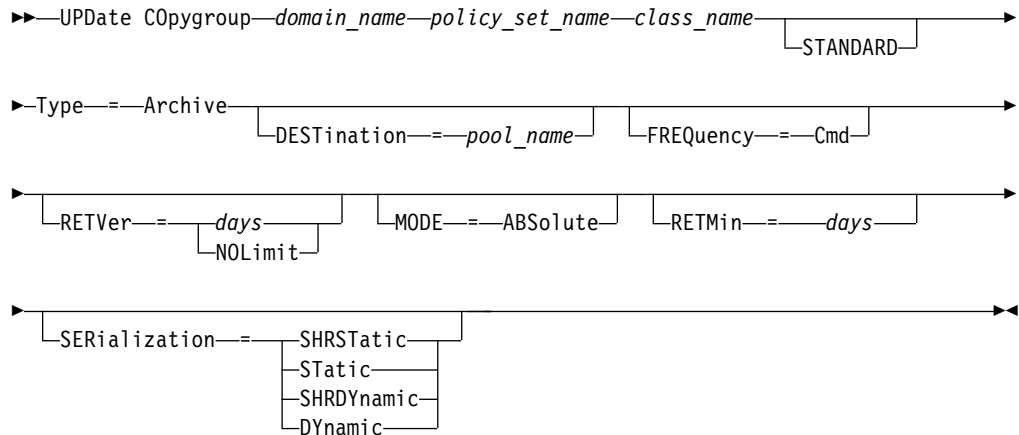 UPDate COpygroup domain_name policy_set_name class_name
STANDARD
Type = Archive
DESTination = pool_name
FREQuency = Cmd
RETVer = days
NOLimit
MODE = ABSolute
RETMin = days
SERialization = SHRSTatic
STatic
SHRDYnamic
DYnamic